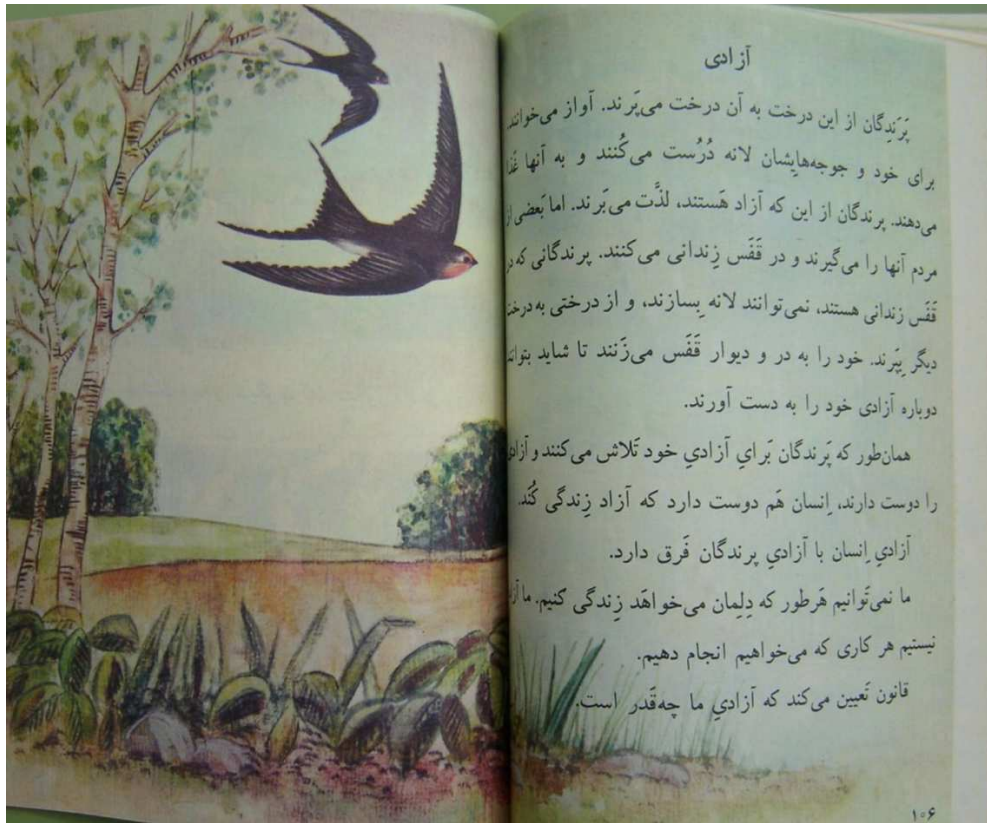 آزادی
پَرَندِگان از این درخت به آن درخت می‌پَرند. آواز می‌خوانند.
برای خود و جوجه‌هایِشان لانه دُرُست می‌کُنند و به آنها غَذا
می‌دهند. پرندگان از این که آزاد هَستند، لذَّت می‌بَرند. اما بَعضی از
مردم آنها را می‌گیرند و در قَفَس زِندانی می‌کنند. پرندگانی که در
قَفَس زندانی هستند، نمی‌توانند لانه بِسازند، و از درختی به درخت
دیگر بِپَرند. خود را به در و دیوار قَفَس می‌زَنند تا شاید بتوانند
دوباره آزادی خود را به دست آورند.
همان‌طور که پَرندگان بَرایِ آزادیِ خود تَلاش می‌کنند و آزادی
را دوست دارند، اِنسان هَم دوست دارد که آزاد زِندگی کُنَد.
آزادیِ اِنسان با آزادیِ پرندگان فَرق دارد.
ما نمی‌تَوانیم هَرطور که دِلِمان می‌خواهَد زِندگی کنیم. ما آزاد
نیستیم هر کاری که می‌خواهیم انجام دهیم.
قانون تَعیین می‌کند که آزادیِ ما چه‌قَدر است.
۱۰۶